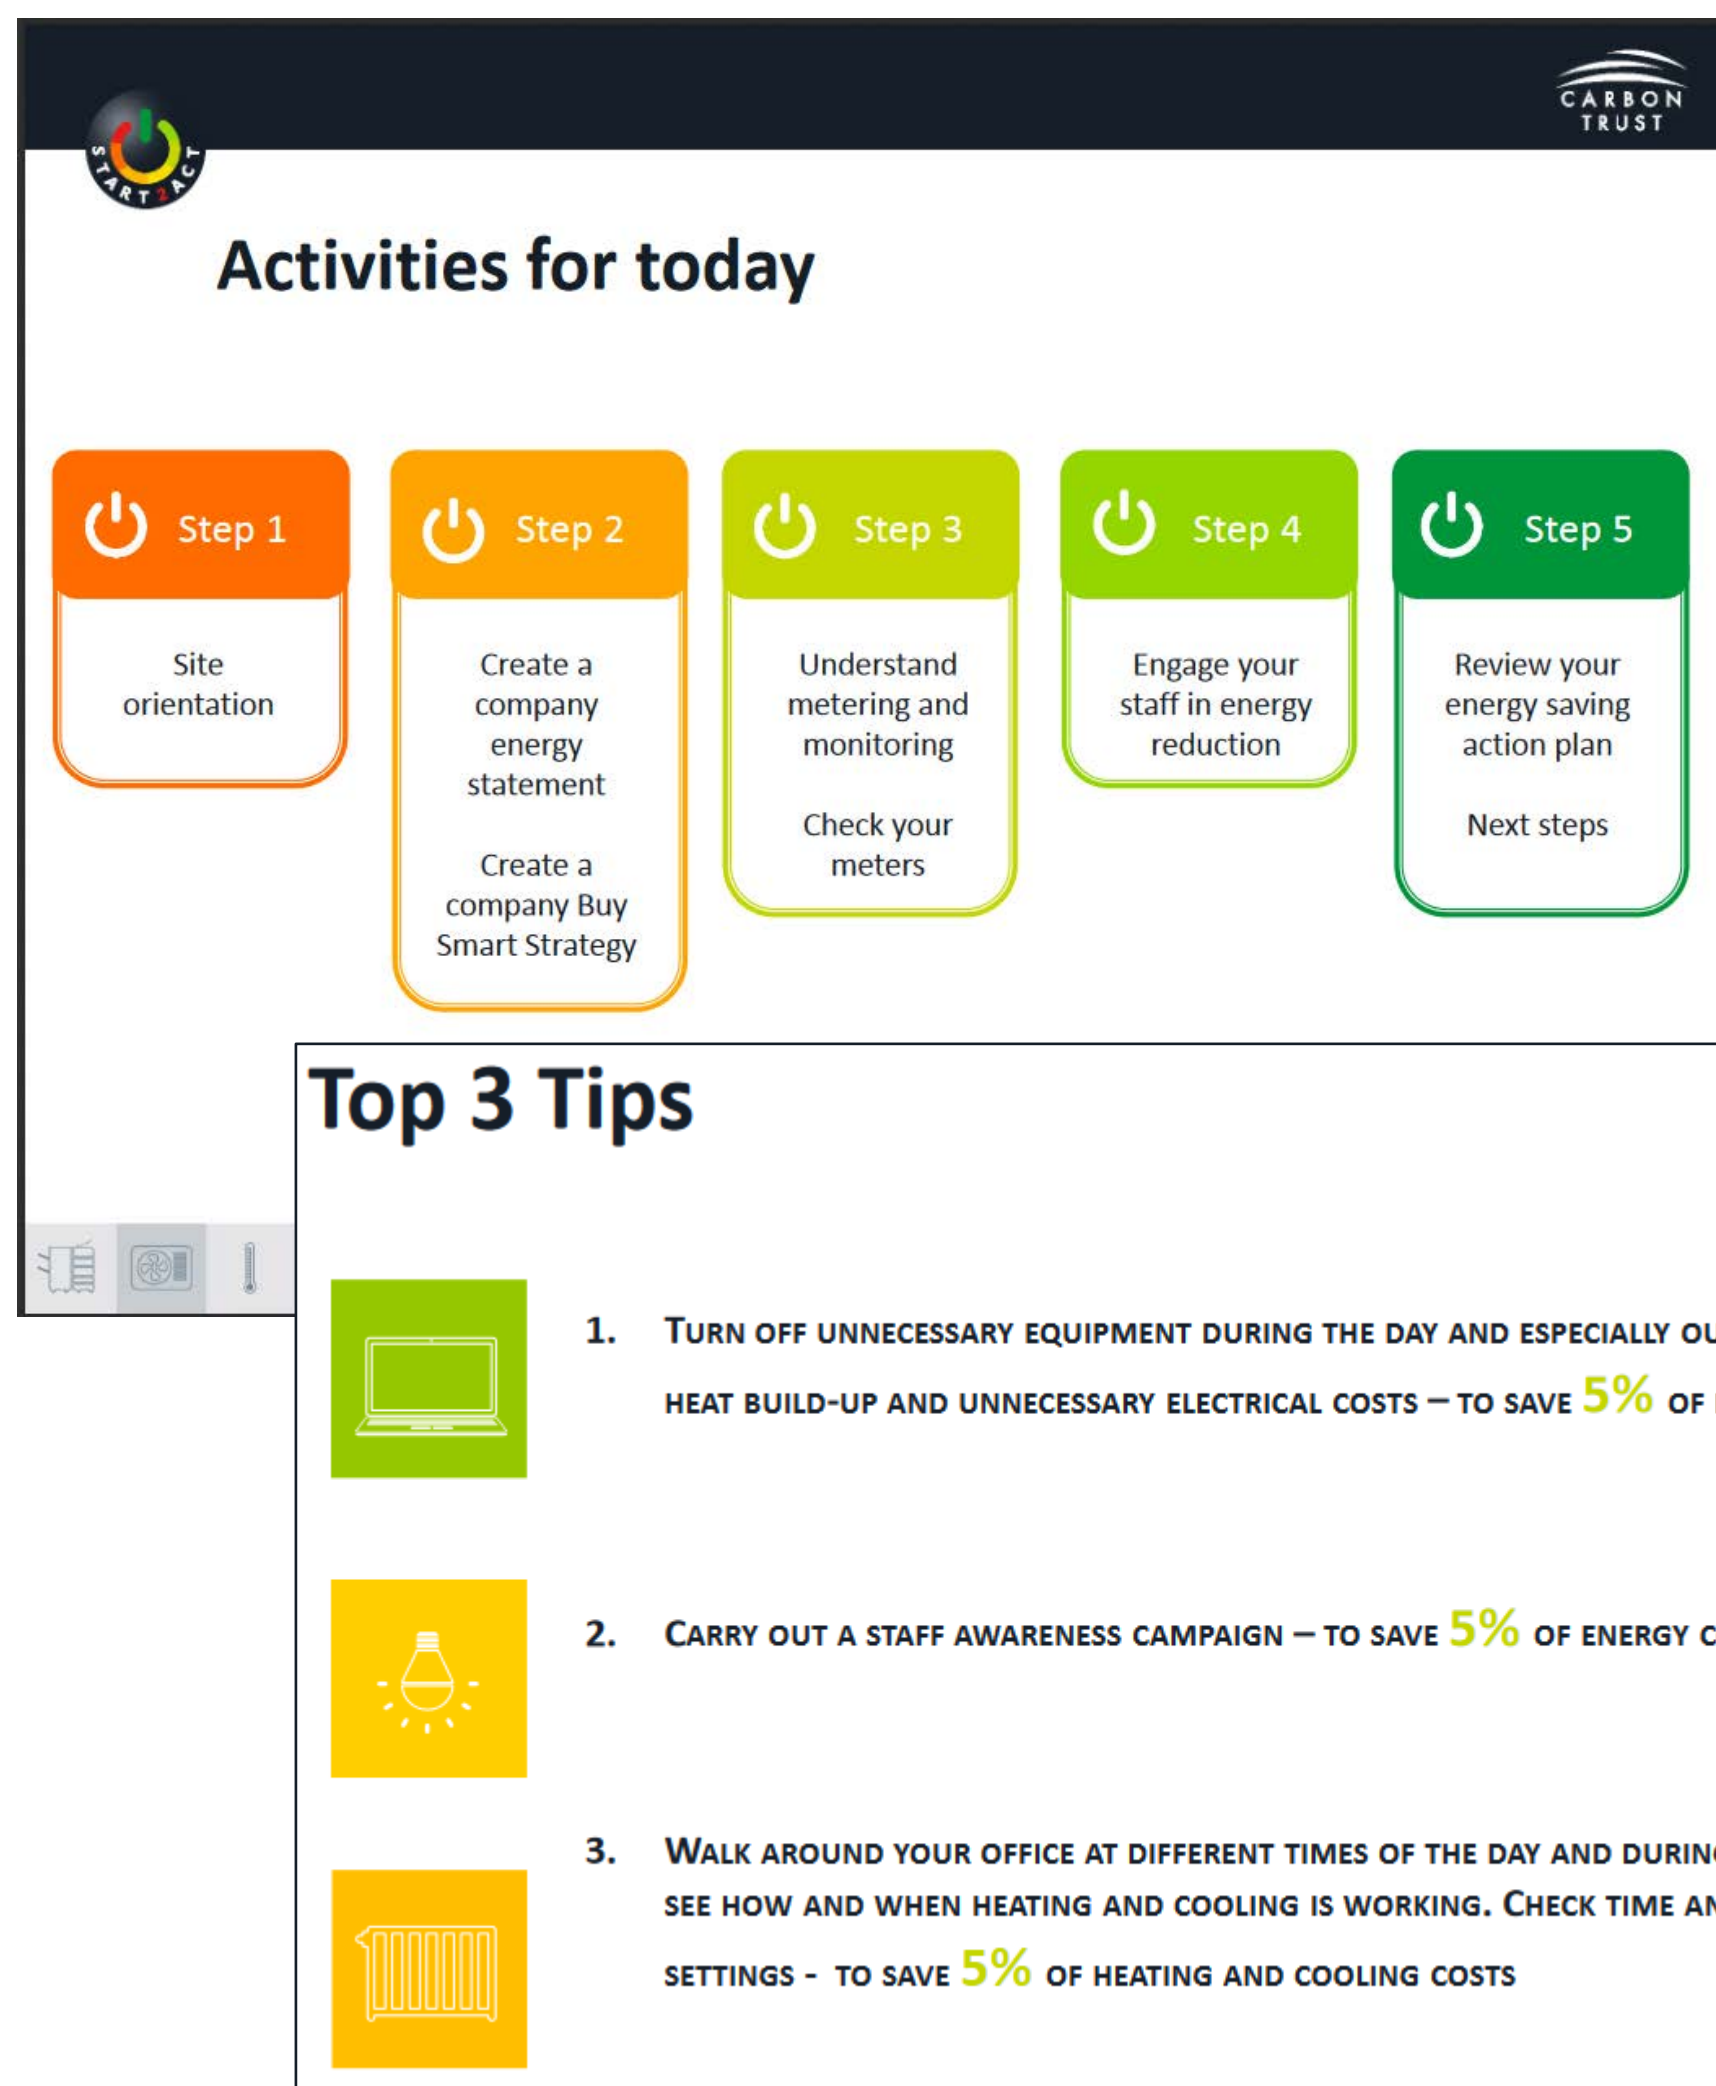 CARBON
TRUST
START2ACT
Activities for today
Step 1
Site
orientation
Step 2
Create a
company
energy
statement
Create a
company Buy
Smart Strategy
Step 3
Understand
metering and
monitoring
Check your
meters
Step 4
Engage your
staff in energy
reduction
Step 5
Review your
energy saving
action plan
Next steps
Top 3 Tips
1. TURN OFF UNNECESSARY EQUIPMENT DURING THE DAY AND ESPECIALLY
HEAT BUILD-UP AND UNNECESSARY ELECTRICAL COSTS – TO SAVE 5% OF
2. CARRY OUT A STAFF AWARENESS CAMPAIGN – TO SAVE 5% OF ENERGY
3. WALK AROUND YOUR OFFICE AT DIFFERENT TIMES OF THE DAY AND
SEE HOW AND WHEN HEATING AND COOLING IS WORKING. CHECK TIME
SETTINGS - TO SAVE 5% OF HEATING AND COOLING COSTS